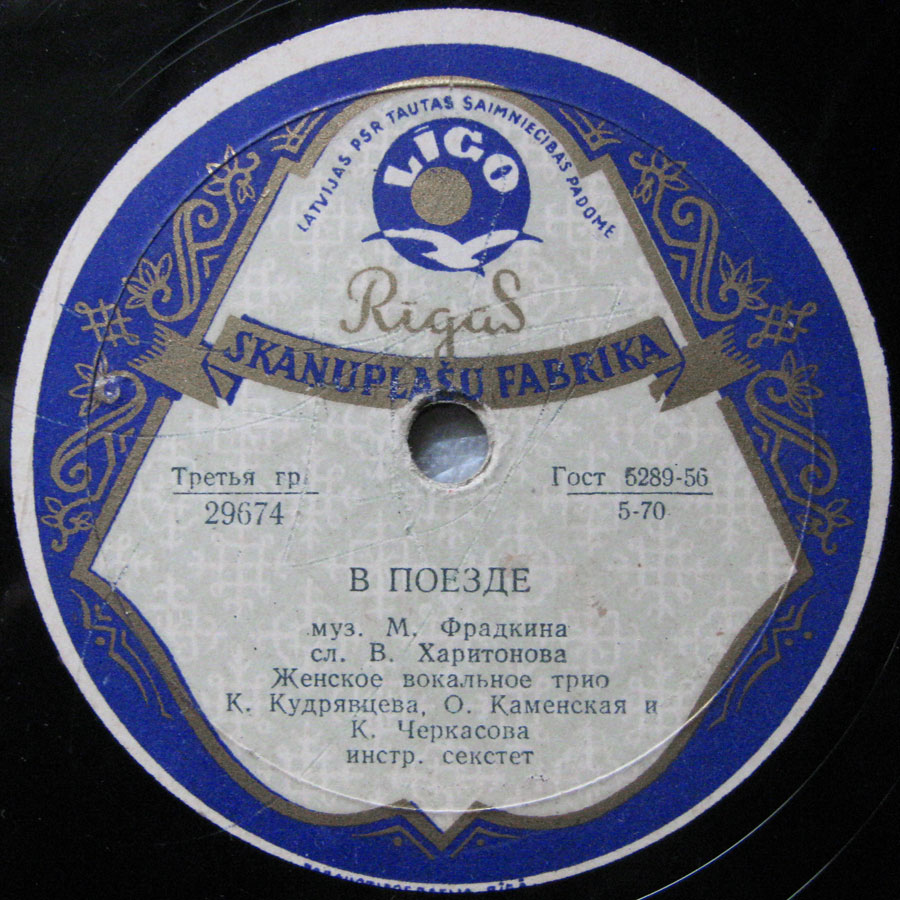 LATVIJAS PSR TAUTAS SAIMNIECĪBAS PADOME
LĪGO
Rīgas
SKAŅUPLAŠU FABRIKA
Третья гр.
29674
Гост 5289-56
5-70
В ПОЕЗДЕ
муз. М. Фрадкина
сл. В. Харитонова
Женское вокальное трио
К. Кудрявцева, О. Каменская и
К. Черкасова
инстр. секстет